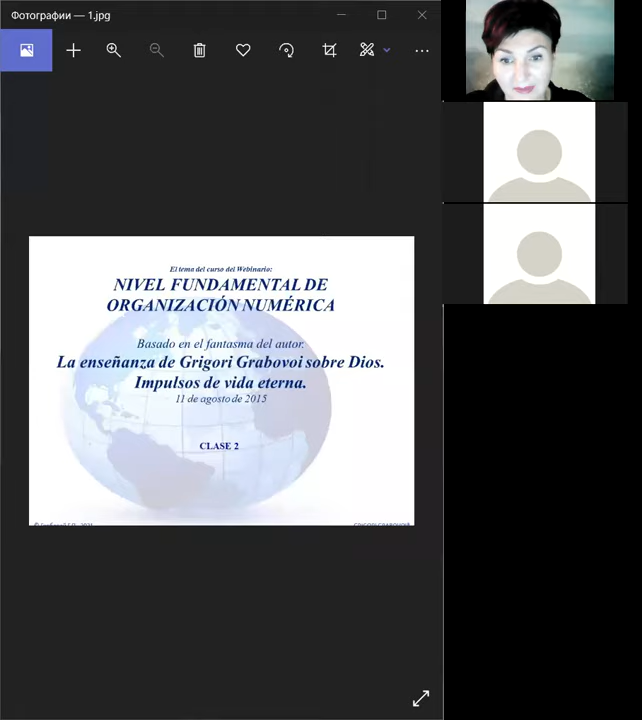 Фотографии — 1.jpg
El tema del curso del Webinario:
NIVEL FUNDAMENTAL DE
ORGANIZACIÓN NUMÉRICA
Basado en el fantasma del autor.
La enseñanza de Grigori Grabovoi sobre Dios.
Impulsos de vida eterna.
11 de agosto de 2015
CLASE 2